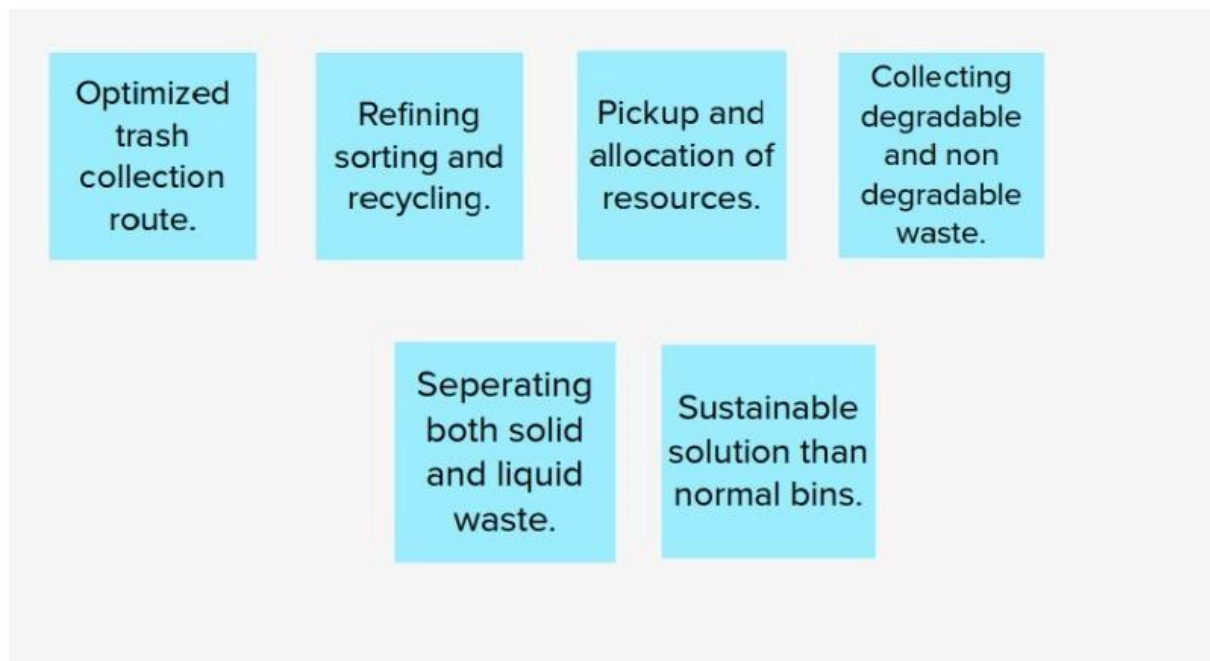 Optimized
trash
collection
route.
Refining
sorting and
recycling.
Pickup and
allocation of
resources.
Collecting
degradable
and non
degradable
waste.
Seperating
both solid
and liquid
waste.
Sustainable
solution than
normal bins.